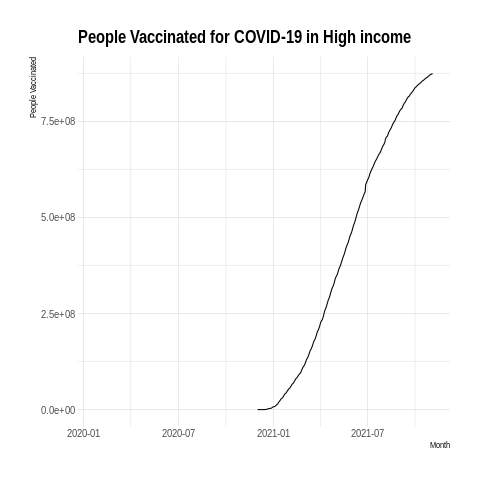 People Vaccinated for COVID-19 in High income
People Vaccinated
7.5e+08
5.0e+08
2.5e+08
0.0e+00
2020-01 2020-07 2021-01 2021-07
Month